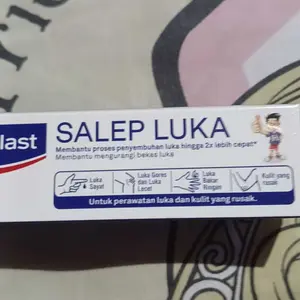 last
SALEP LUKA
Membantu proses penyembuhan luka hingga 2x lebih cepat*
Membantu mengurangi bekas luka
Luka
Sayat
Luka Gores
dan Luka
Lecet
Luka
Bakar
Ringan
Kulit yang
rusak
Untuk perawatan luka dan kulit yang rusak.